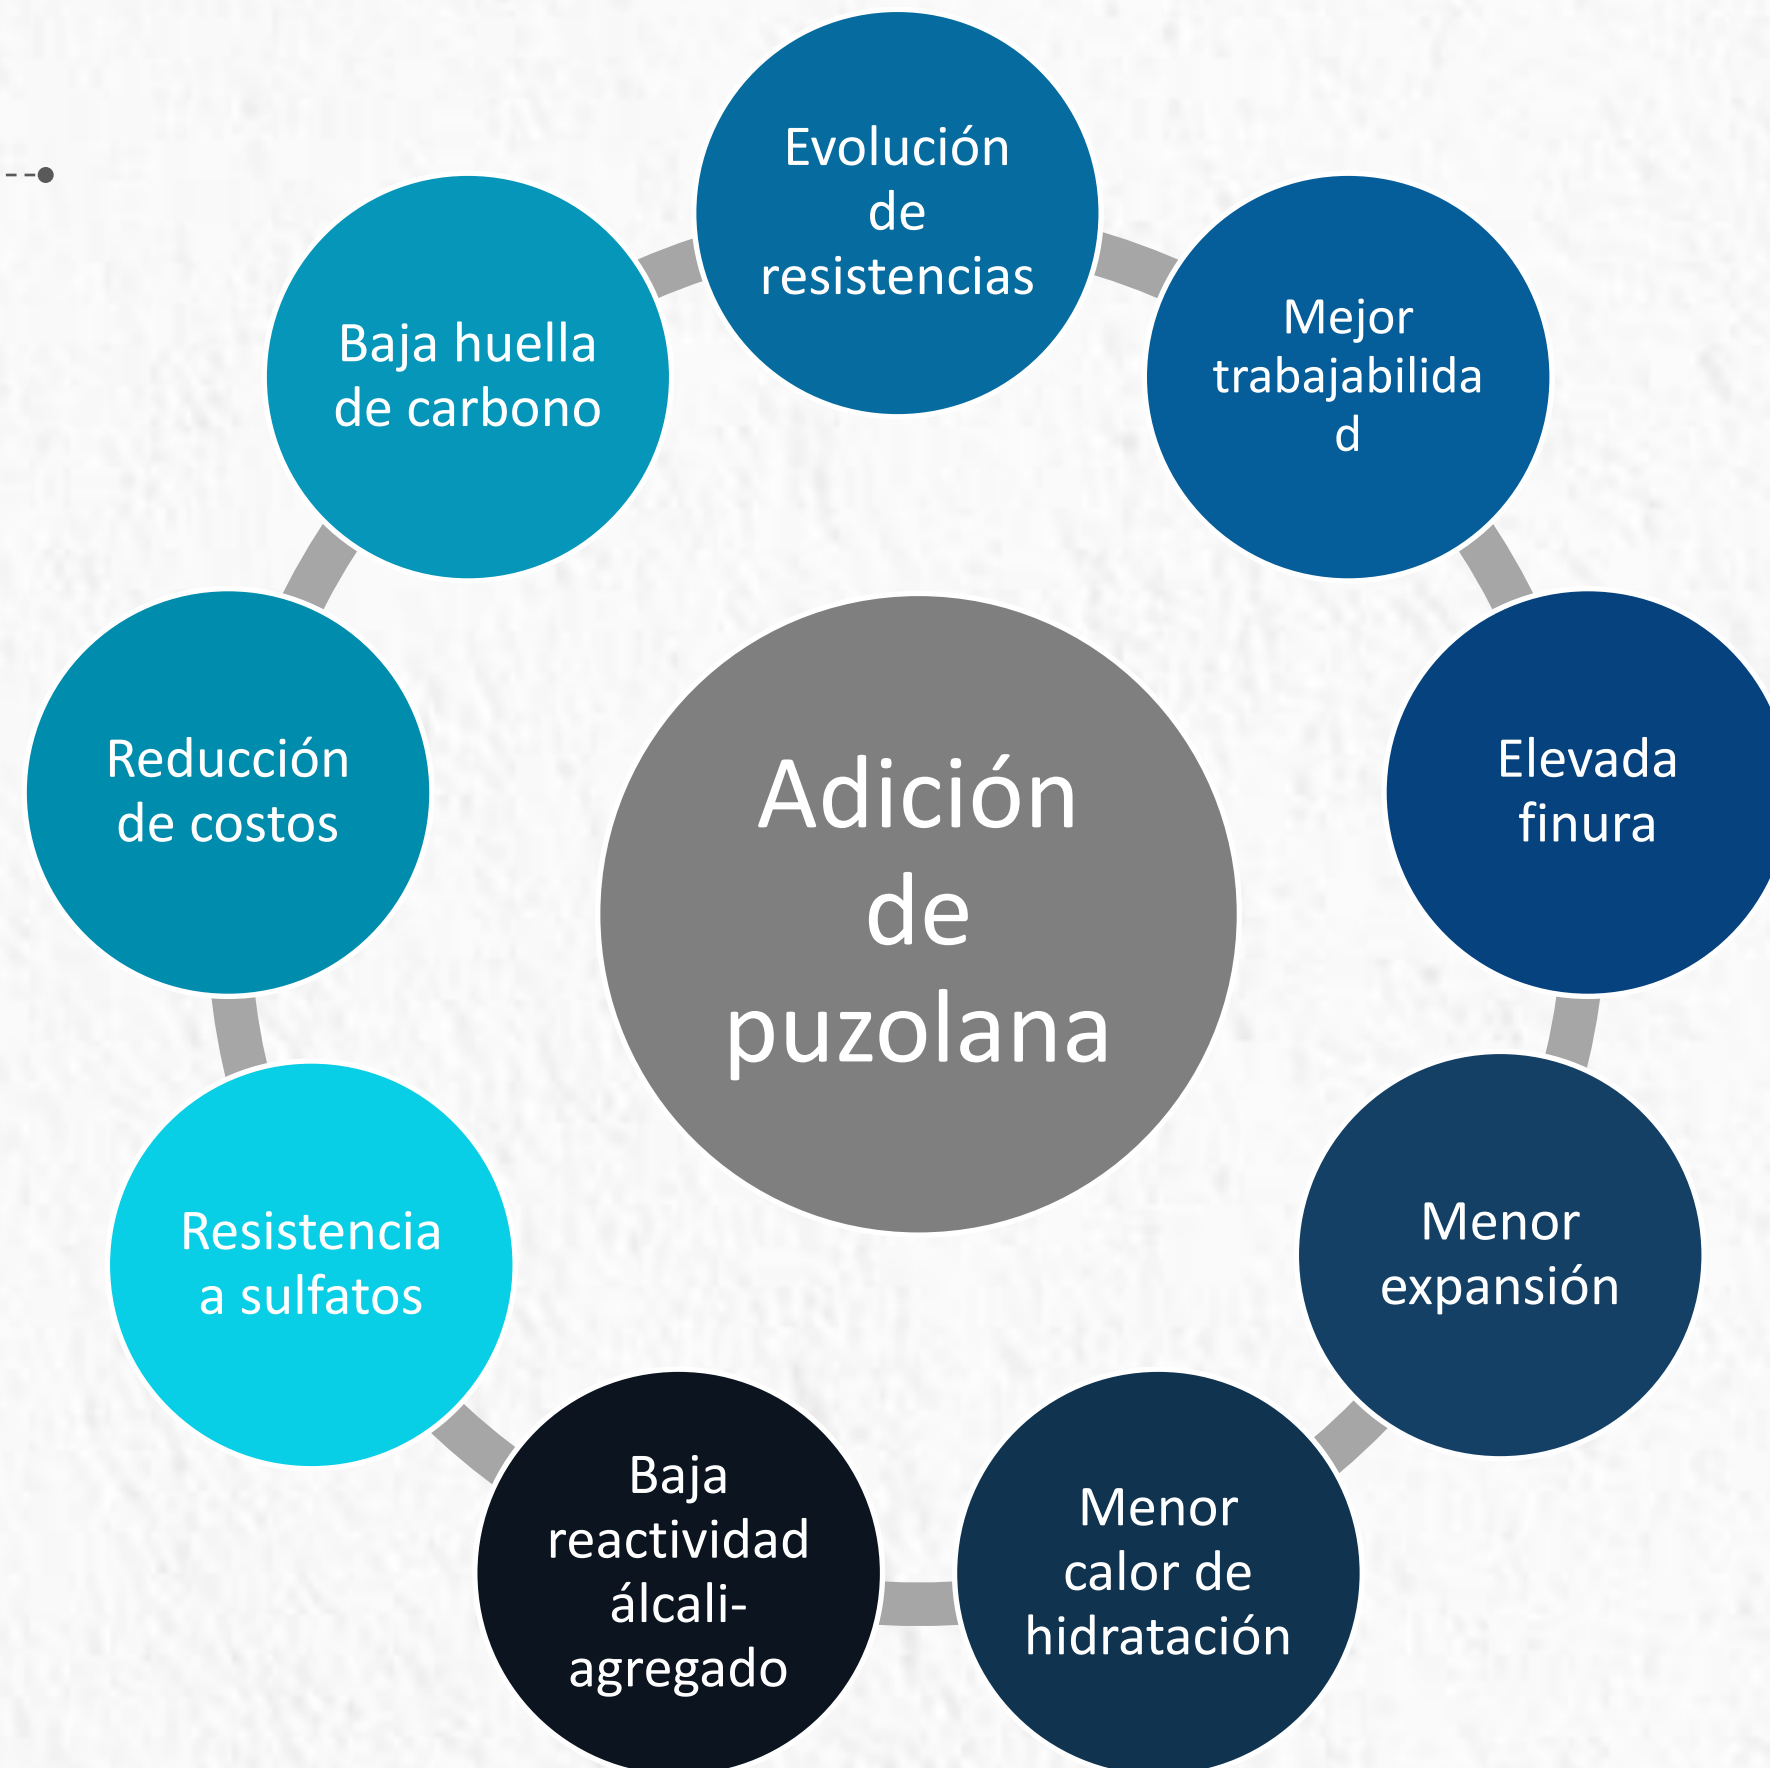 Evolución
de
resistencias
Mejor
trabajabilida
d
Elevada
finura
Menor
expansión
Menor
calor de
hidratación
Baja
reactividad
álcali-
agregado
Resistencia
a sulfatos
Reducción
de costos
Baja huella
de carbono
Adición
de
puzolana